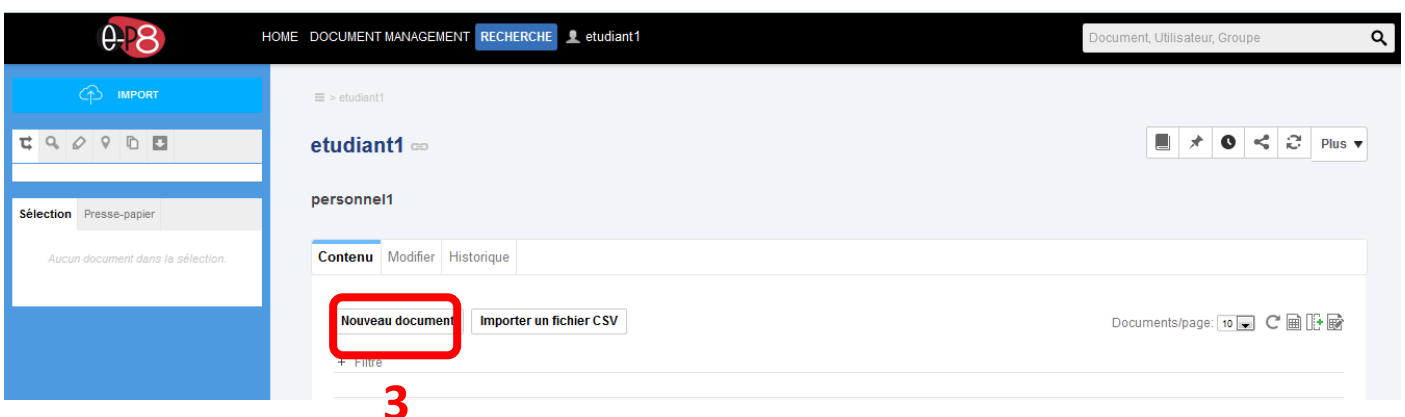 e-P8
HOME DOCUMENT MANAGEMENT RECHERCHE etudiant1 Document, Utilisateur, Groupe
IMPORT
> etudiant1
etudiant1
Plus
personnel1
Sélection Presse-papier
Aucun document dans la sélection.
Contenu Modifier Historique
Nouveau document Importer un fichier CSV Documents/page: 10
+ Filtre
3